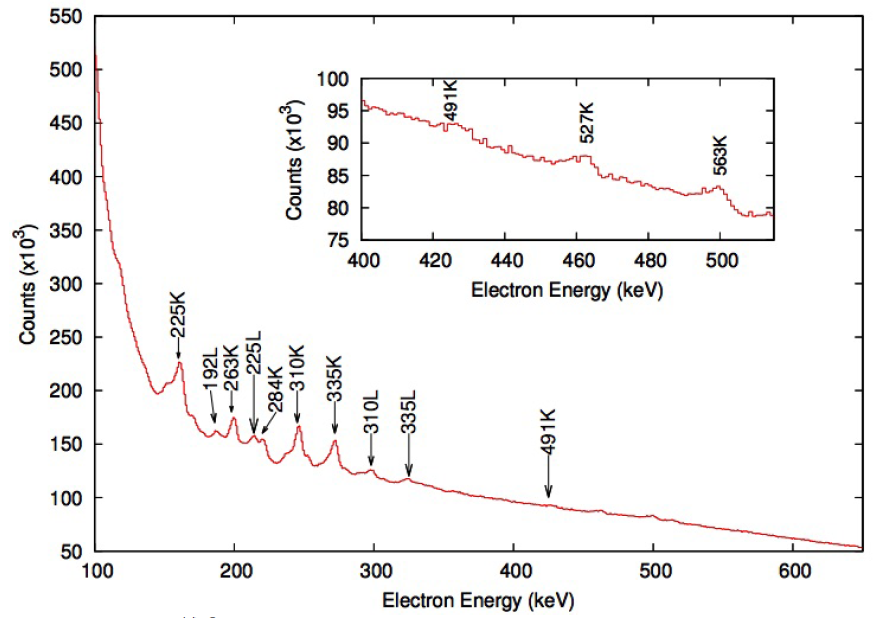 550
500
450
400
350
300
250
200
150
100
50
Counts (x10³)
100
200
300
400
500
600
Electron Energy (keV)
225K
192L
263K
225L
284K
310K
335K
310L
335L
491K
100
95
90
85
80
75
Counts (x10³)
400
420
440
460
480
500
Electron Energy (keV)
491K
527K
563K